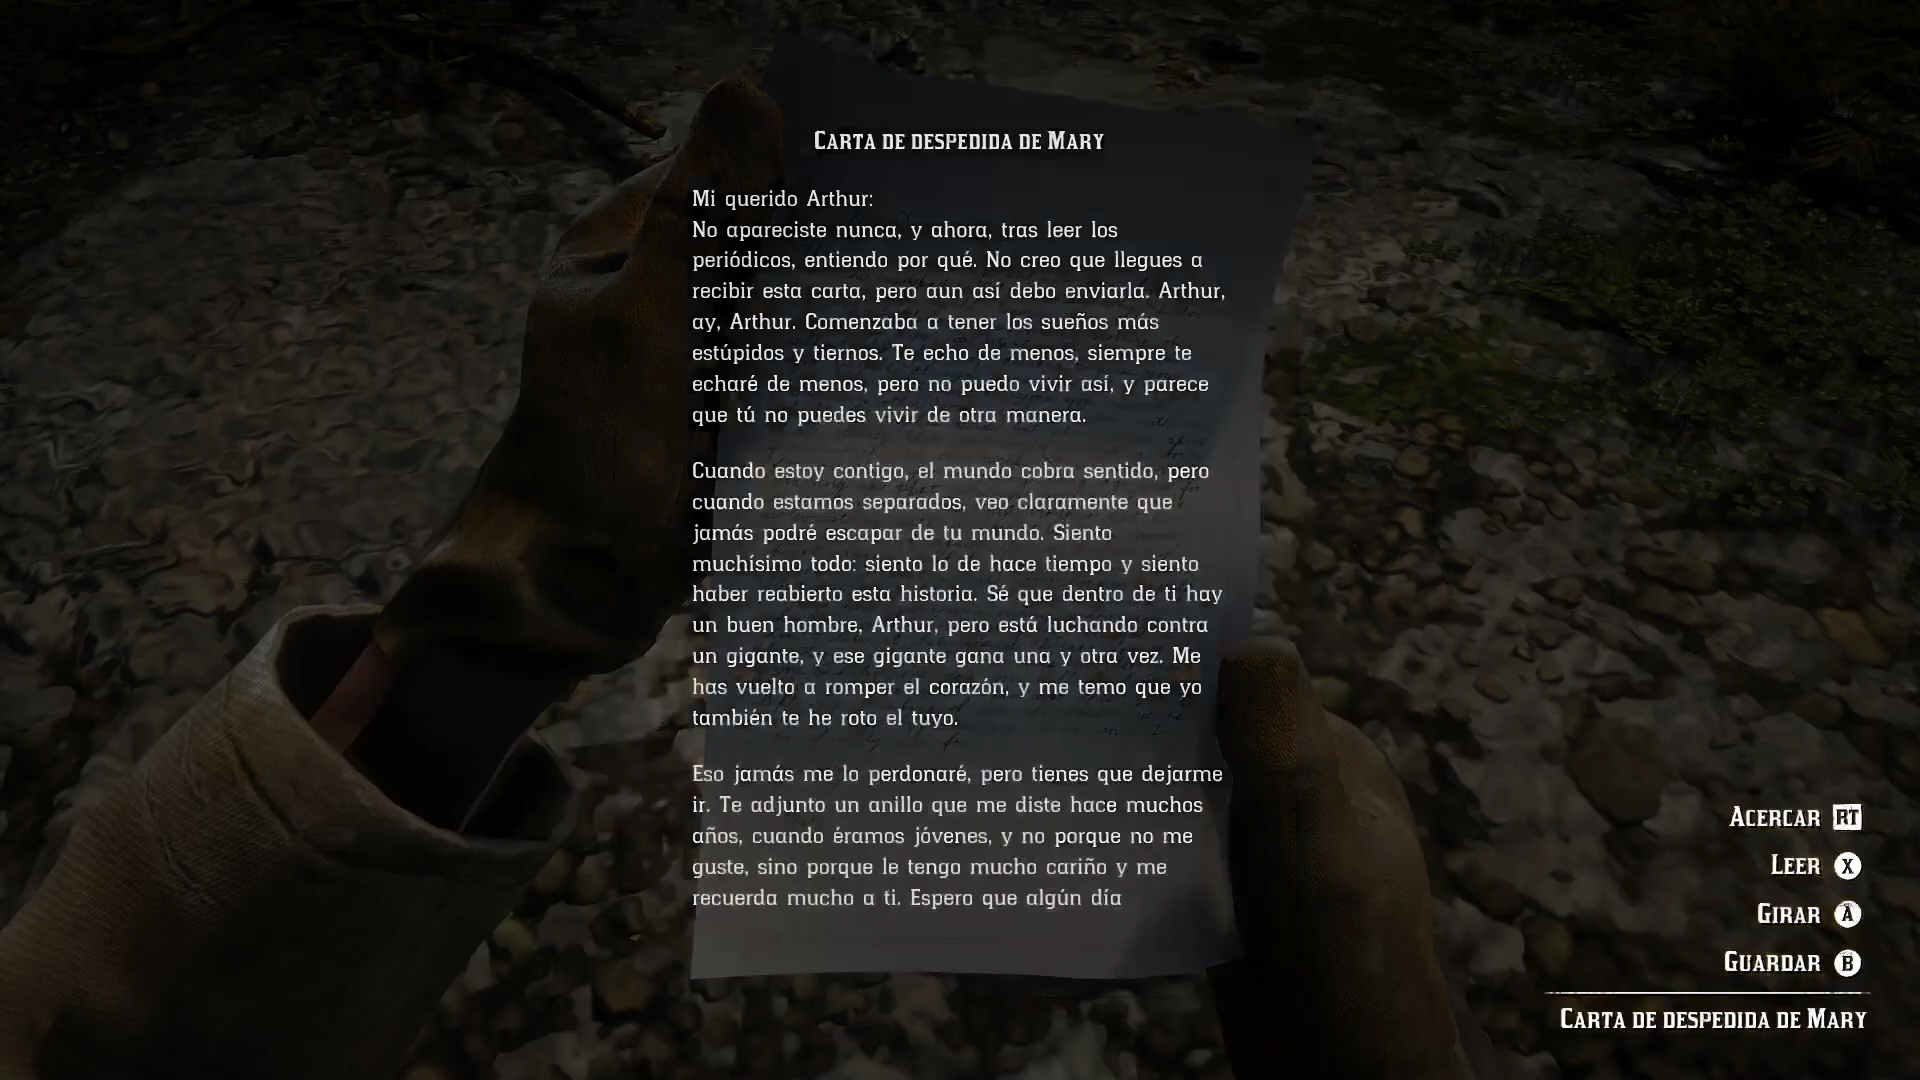 Carta de despedida de Mary
Mi querido Arthur:
No apareciste nunca, y ahora, tras leer los
periódicos, entiendo por qué. No creo que llegues a
recibir esta carta, pero aun así debo enviarla. Arthur,
ay, Arthur. Comenzaba a tener los sueños más
estúpidos y tiernos. Te echo de menos, siempre te
echaré de menos, pero no puedo vivir así, y parece
que tú no puedes vivir de otra manera.
Cuando estoy contigo, el mundo cobra sentido, pero
cuando estamos separados, veo claramente que
jamás podré escapar de tu mundo. Siento
muchísimo todo: siento lo de hace tiempo y siento
haber reabierto esta historia. Sé que dentro de ti hay
un buen hombre, Arthur, pero está luchando contra
un gigante, y ese gigante gana una y otra vez. Me
has vuelto a romper el corazón, y me temo que yo
también te he roto el tuyo.
Eso jamás me lo perdonaré, pero tienes que dejarme
ir. Te adjunto un anillo que me diste hace muchos
años, cuando éramos jóvenes, y no porque no me
guste, sino porque le tengo mucho cariño y me
recuerda mucho a ti. Espero que algún día
Acercar RT
Leer X
Girar A
Guardar B
Carta de despedida de Mary